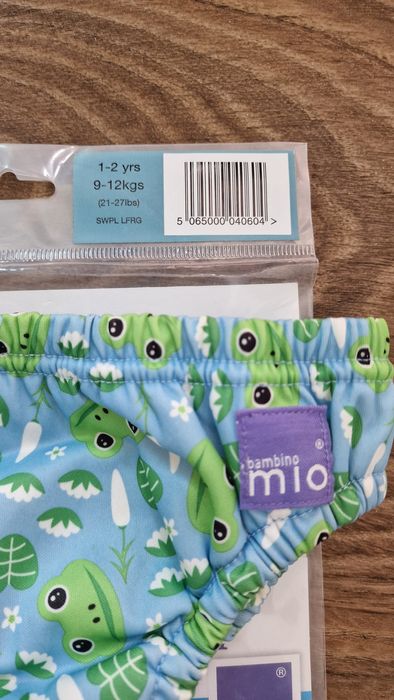 1-2 yrs
9-12kgs
(21-27lbs)
SWPL LFRG
5 065000 040604 >
bambino
mio
®
®